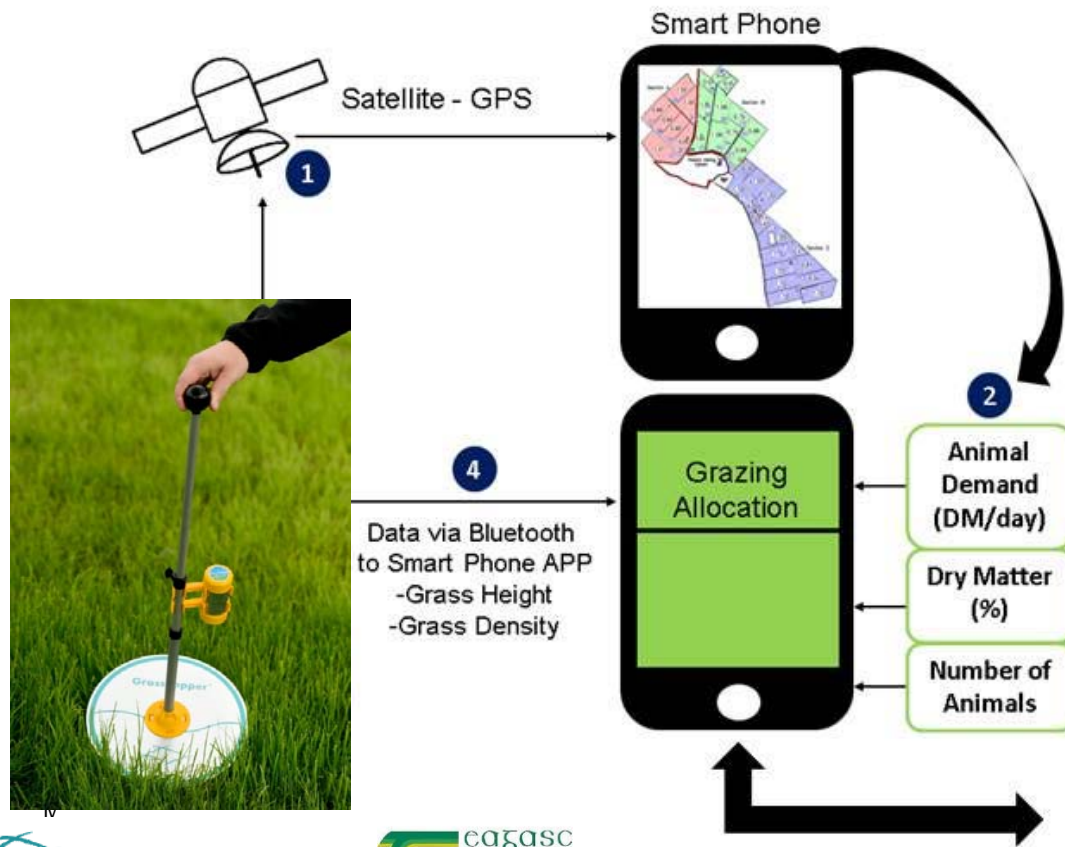 Smart Phone
Satellite - GPS
1
2
Animal
Demand
(DM/day)
Grazing
Allocation
4
Data via Bluetooth
to Smart Phone APP
-Grass Height
-Grass Density
Dry Matter
(%)
Number of
Animals
eagasc